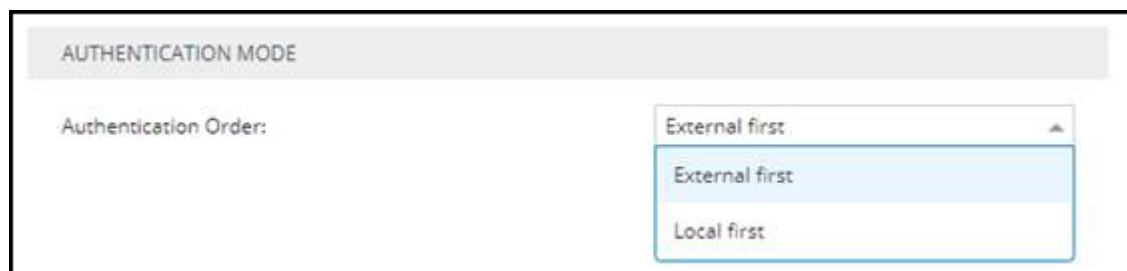 AUTHENTICATION MODE
Authentication Order: External first
External first
Local first